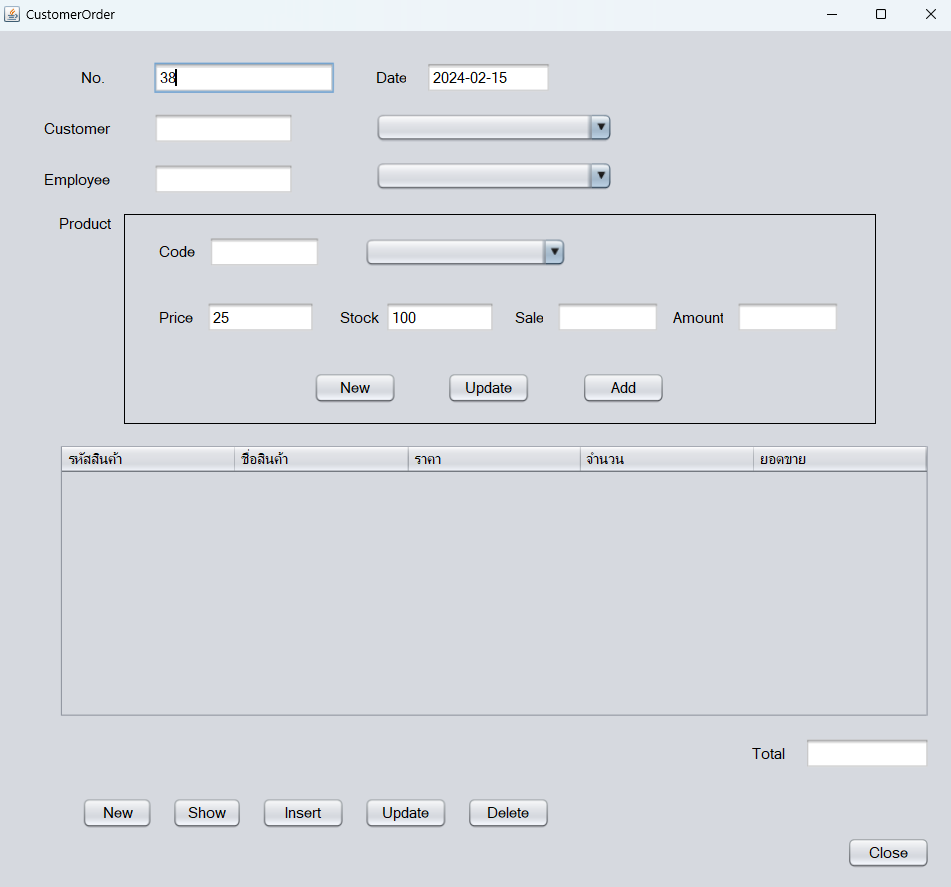 CustomerOrder
No. 38 Date 2024-02-15
Customer
Employee
Product
Code
Price 25 Stock 100 Sale Amount
New Update Add
รหัสสินค้า ชื่อสินค้า ราคา จำนวน ยอดขาย
Total
New Show Insert Update Delete
Close